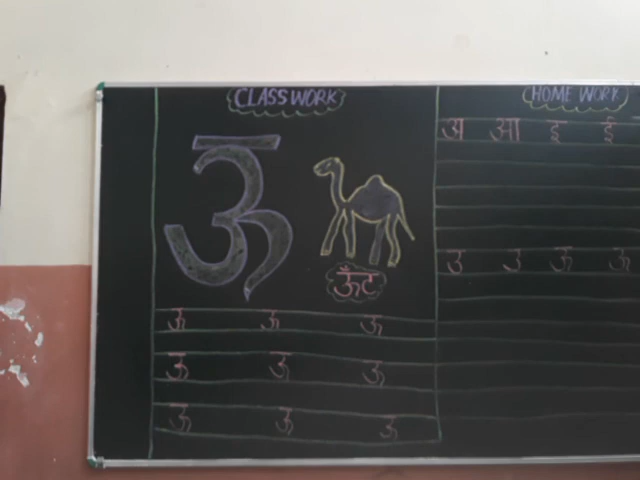 CLASS WORK
ऊ
ऊँट
ऊ ऊ ऊ
ऊ ऊ ऊ
ऊ ऊ ऊ
HOME WORK
अ आ इ ई
उ उ ऊ ऊ